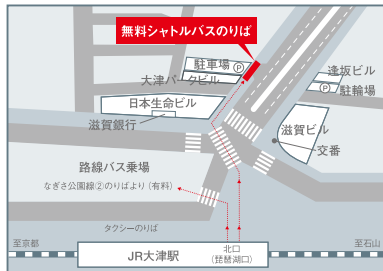 無料シャトルバスのりば
駐車場 P
大津パークビル
逢坂ビル
P 駐輪場
日本生命ビル
滋賀銀行
滋賀ビル
交番
路線バス乗場
なぎさ公園線②のりばより(有料)
タクシーのりば
至京都
JR大津駅
北口
(琵琶湖口)
至石山